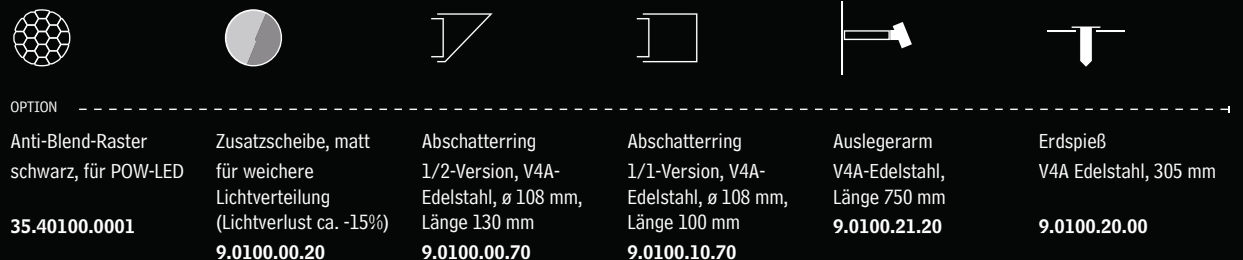 OPTION
Anti-Blend-Raster
schwarz, für POW-LED
35.40100.0001
Zusatzscheibe, matt
für weichere
Lichtverteilung
(Lichtverlust ca. -15%)
9.0100.00.20
Abschatterring
1/2-Version, V4A-
Edelstahl, ø 108 mm,
Länge 130 mm
9.0100.00.70
Abschatterring
1/1-Version, V4A-
Edelstahl, ø 108 mm,
Länge 100 mm
9.0100.10.70
Auslegerarm
V4A-Edelstahl,
Länge 750 mm
9.0100.21.20
Erdspieß
V4A Edelstahl, 305 mm
9.0100.20.00